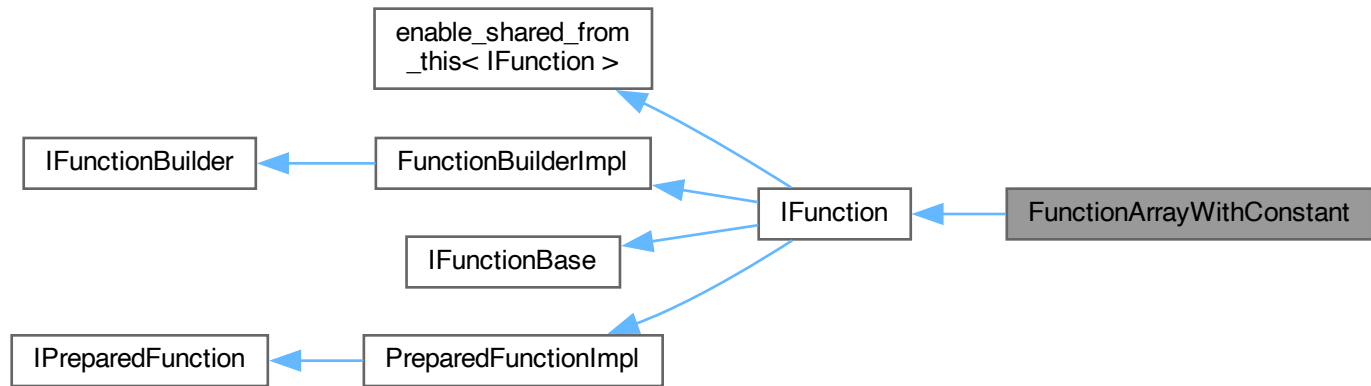 enable_shared_from
_this< IFunction >
IFunctionBuilder
FunctionBuilderImpl
IFunction
FunctionArrayWithConstant
IFunctionBase
IPreparedFunction
PreparedFunctionImpl